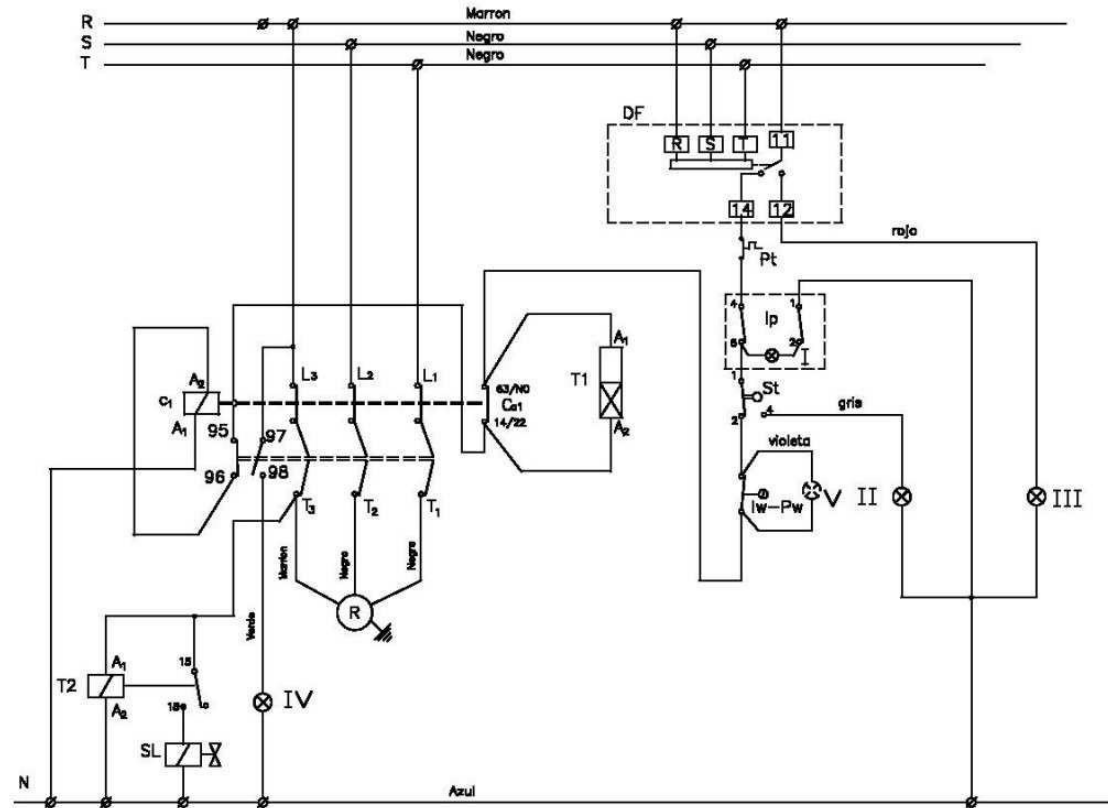 R Marron
S Negro
T Negro
DF
R S T 11
14 12
rojo
Pt
4 1
Ip
6 2 I
1
St
2 4 gris
violeta
Iw-Pw V II III
A1
T1
A2
63/NO
Ca1
14/22
L3 L2 L1
A2
C1
A1
95 97
96 98
T3 T2 T1
Marron Negro Negro
R
Verde
15
A1
T2
A2
18
IV
SL
N Azul